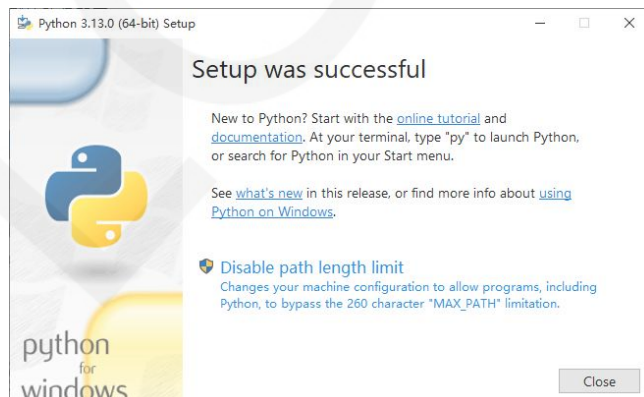 Python 3.13.0 (64-bit) Setup
Setup was successful
New to Python? Start with the online tutorial and
documentation. At your terminal, type "py" to launch Python,
or search for Python in your Start menu.
See what's new in this release, or find more info about using
Python on Windows.
Disable path length limit
Changes your machine configuration to allow programs, including
Python, to bypass the 260 character "MAX_PATH" limitation.
python
for
windows
Close